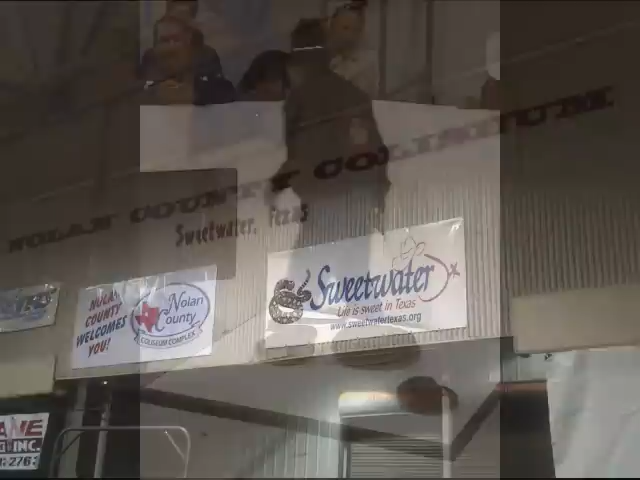 NOLAN COUNTY COLISEUM
Sweetwater, Texas
NOLAN
COUNTY
WELCOMES
YOU!
Nolan
County
COLISEUM COMPLEX
Sweetwater
Life is sweet in Texas
www.sweetwatertexas.org
INC.